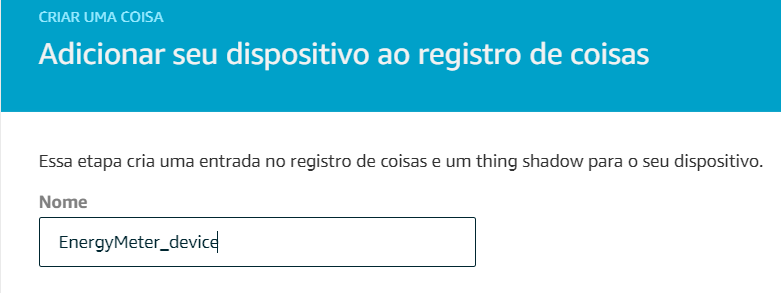 CRIAR UMA COISA
Adicionar seu dispositivo ao registro de coisas
Essa etapa cria uma entrada no registro de coisas e um thing shadow para o seu dispositivo.
Nome
EnergyMeter_device